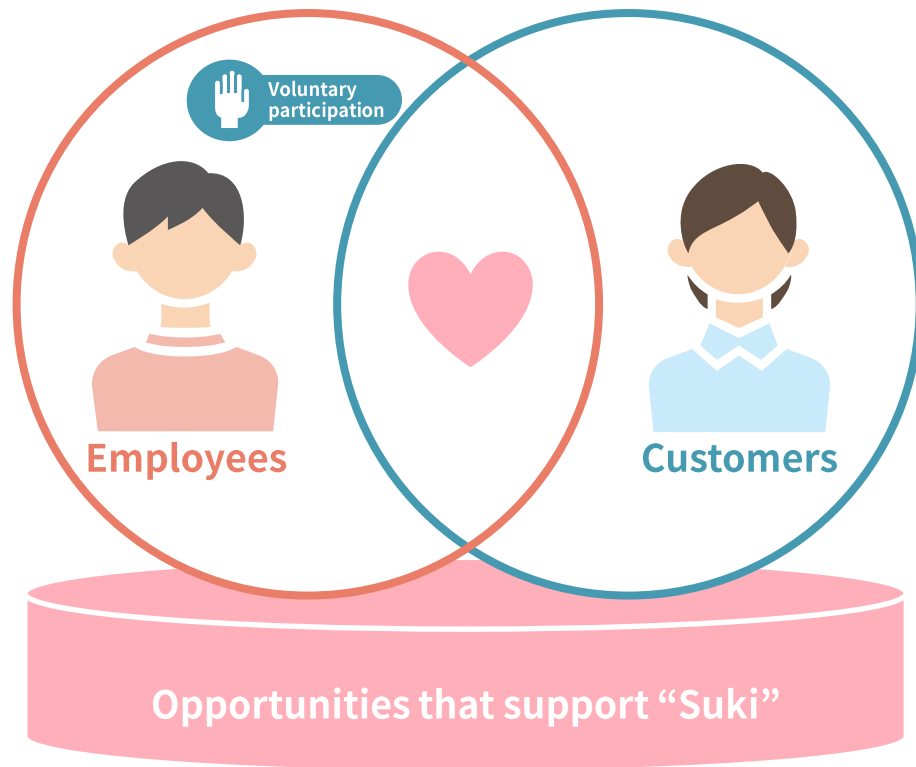 Voluntary
participation
Employees
Customers
Opportunities that support “Suki”